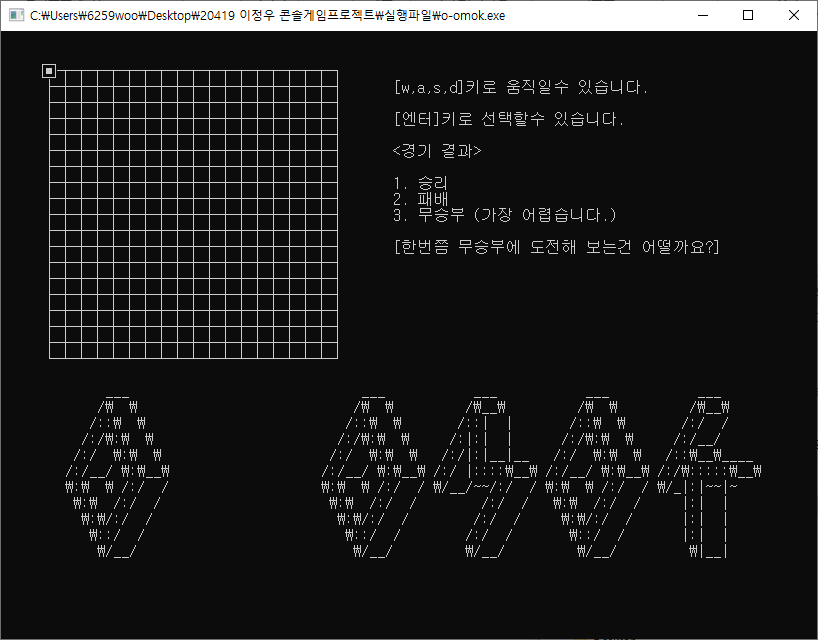 C:\Users\6259woo\Desktop\20419 이정우 콘솔게임프로젝트\실행파일\o-omok.exe
[w,a,s,d]키로 움직일수 있습니다.
[엔터]키로 선택할수 있습니다.
<경기 결과>
1. 승리
2. 패배
3. 무승부 (가장 어렵습니다.)
[한번쯤 무승부에 도전해 보는건 어떨까요?]